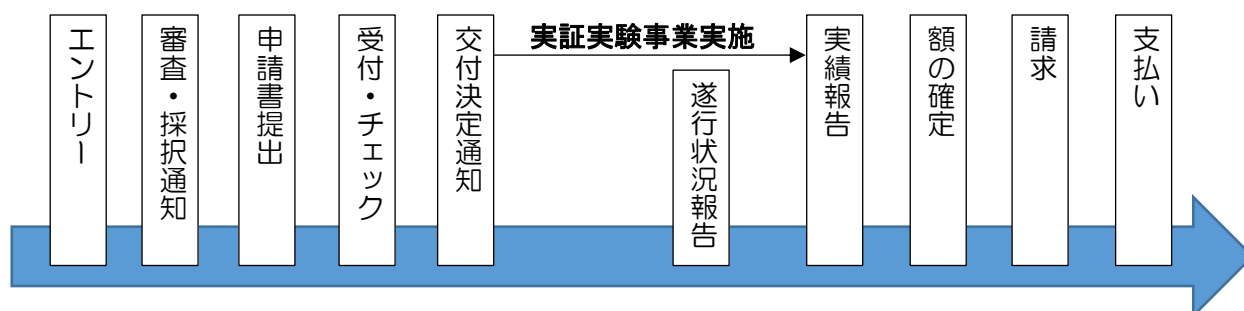 エントリー
審査・採択通知
申請書提出
受付・チェック
交付決定通知
実証実験事業実施
遂行状況報告
実績報告
額の確定
請求
支払い